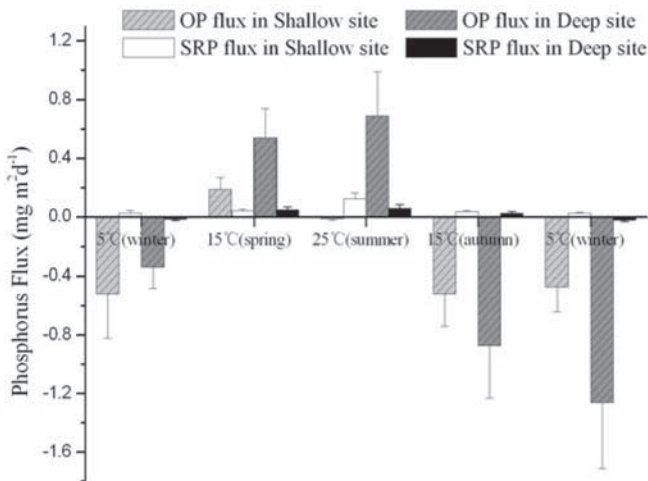 OP flux in Shallow site OP flux in Deep site
SRP flux in Shallow site SRP flux in Deep site
1.2
0.8
0.4
0.0
-0.4
-0.8
-1.2
-1.6
Phosphorus Flux (mg m²d⁻¹)
5℃(winter) 15℃(spring) 25℃(summer) 15℃(autumn) 5℃(winter)